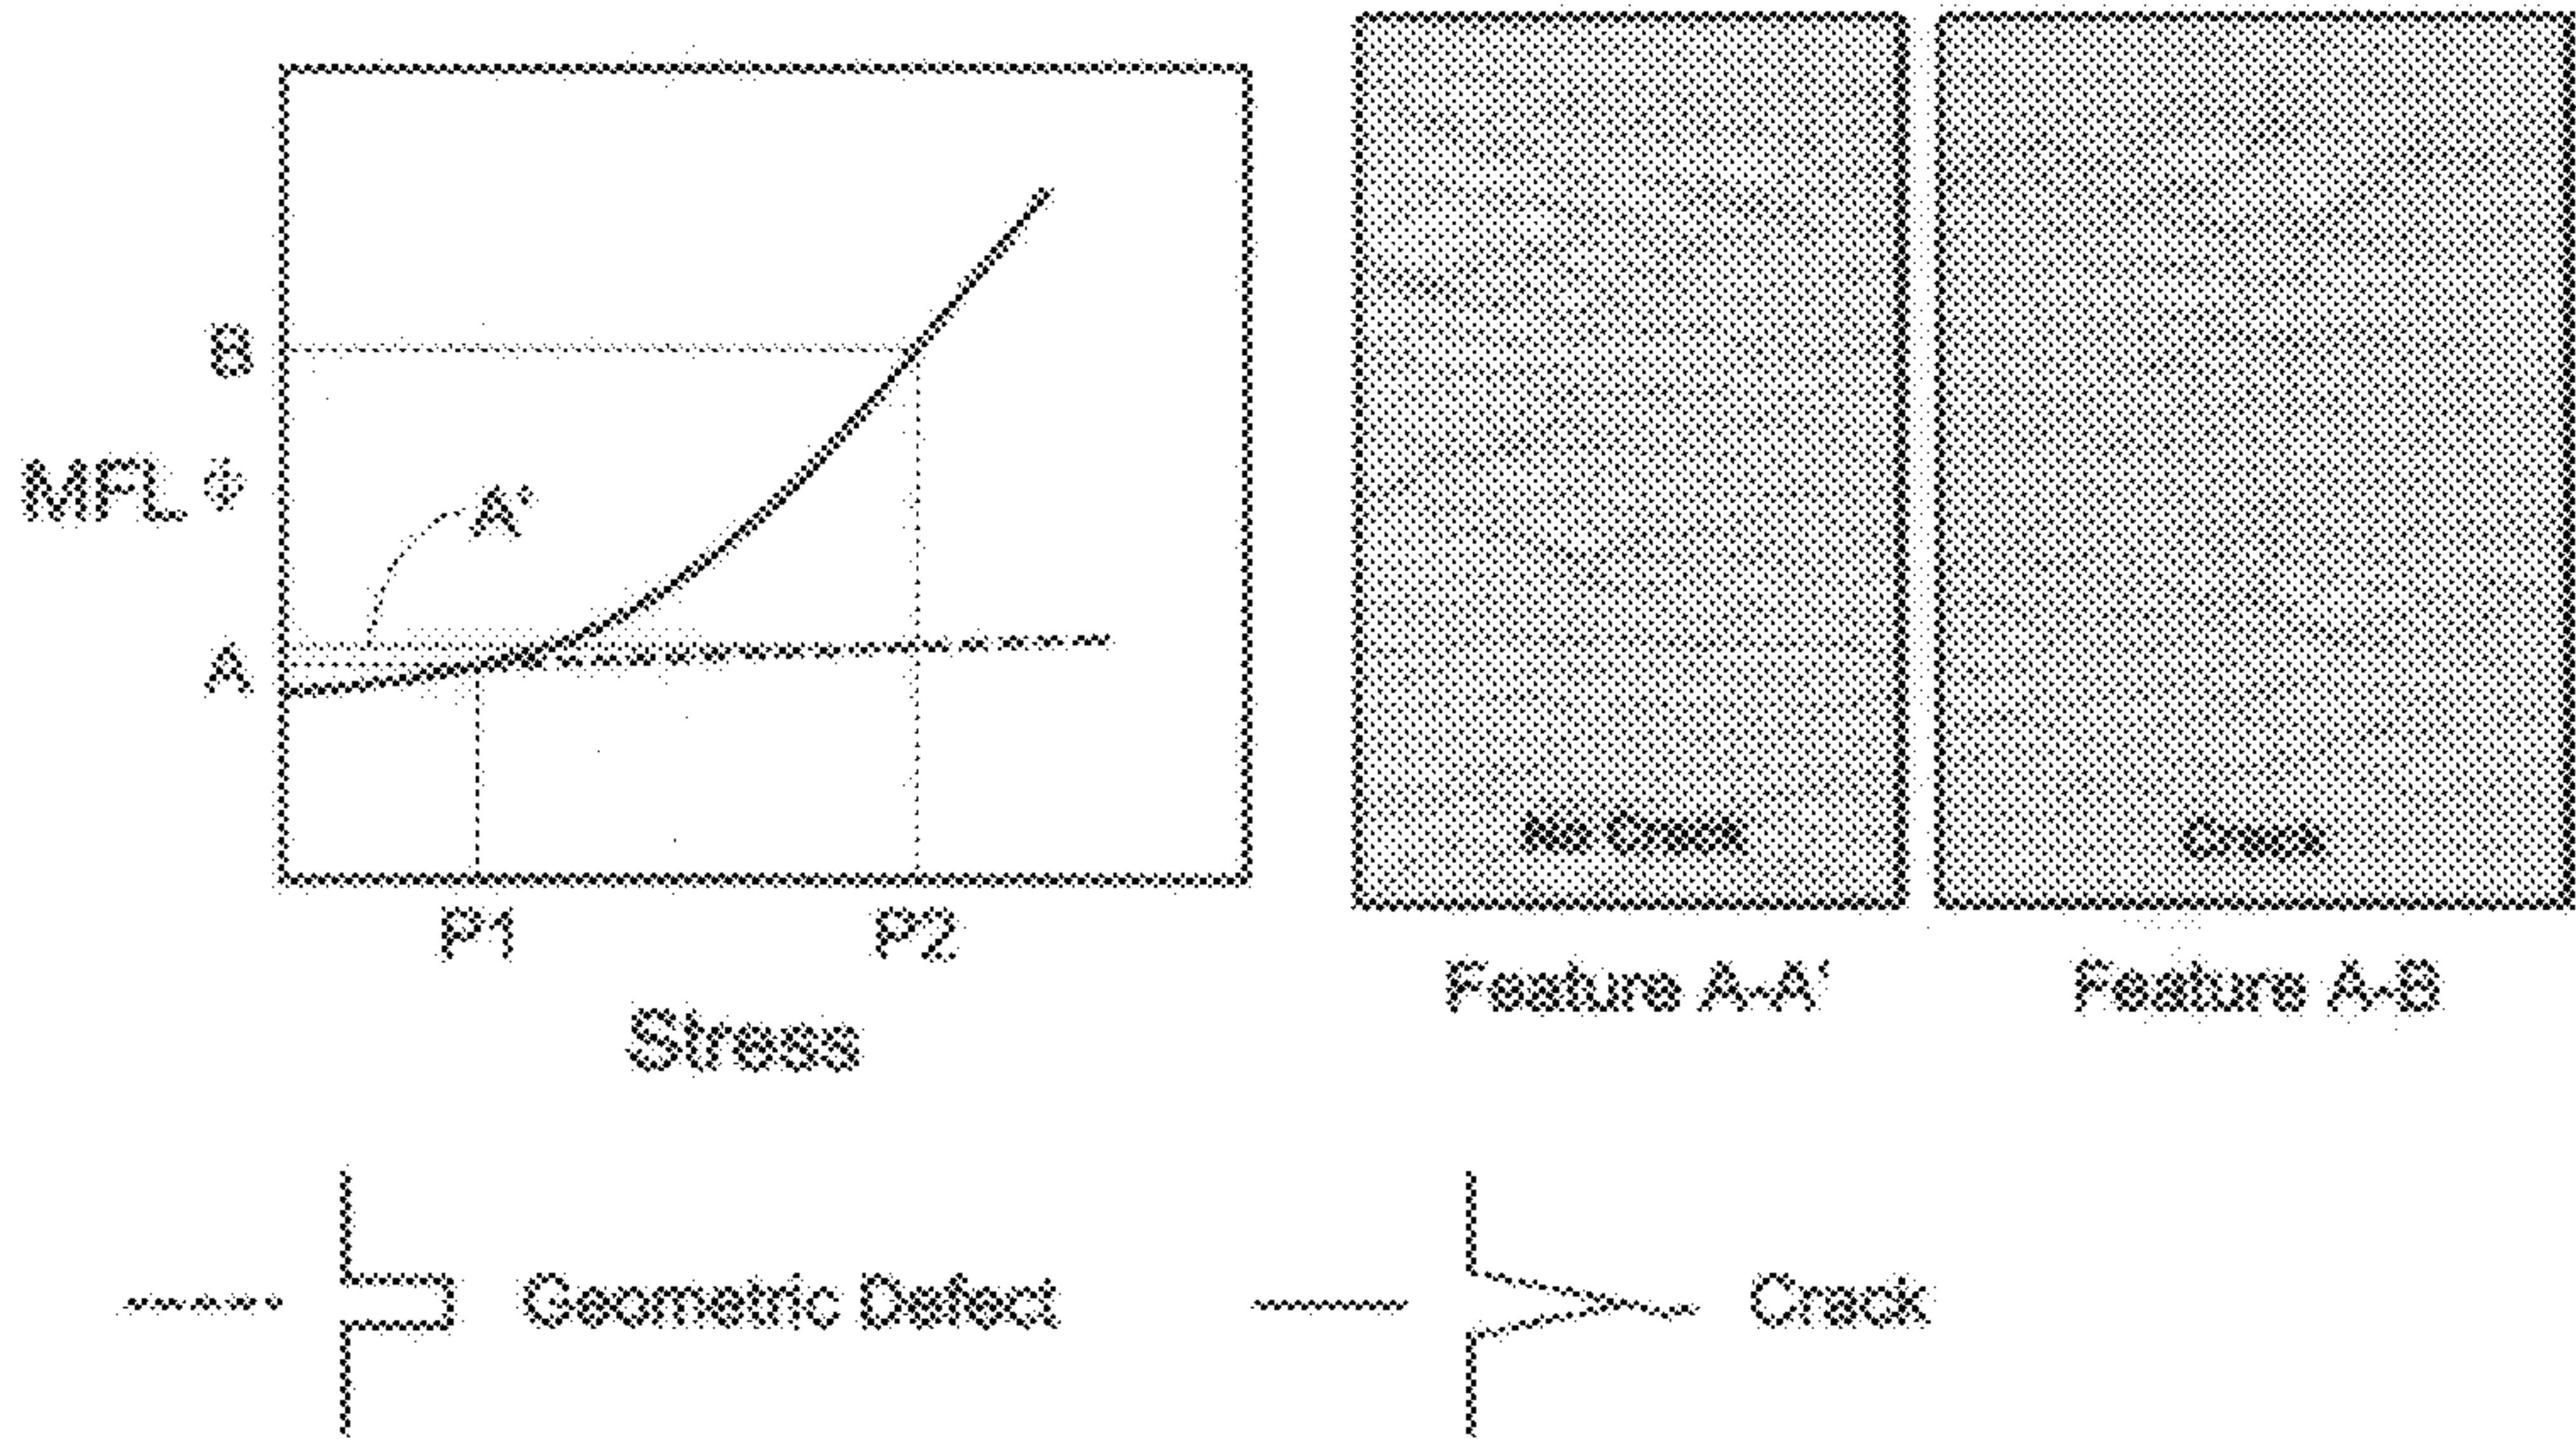 B
MFL ϕ
A'
A
P1
P2
Stress
No Crack
Crack
Feature A-A'
Feature A-B
Geometric Defect
Crack